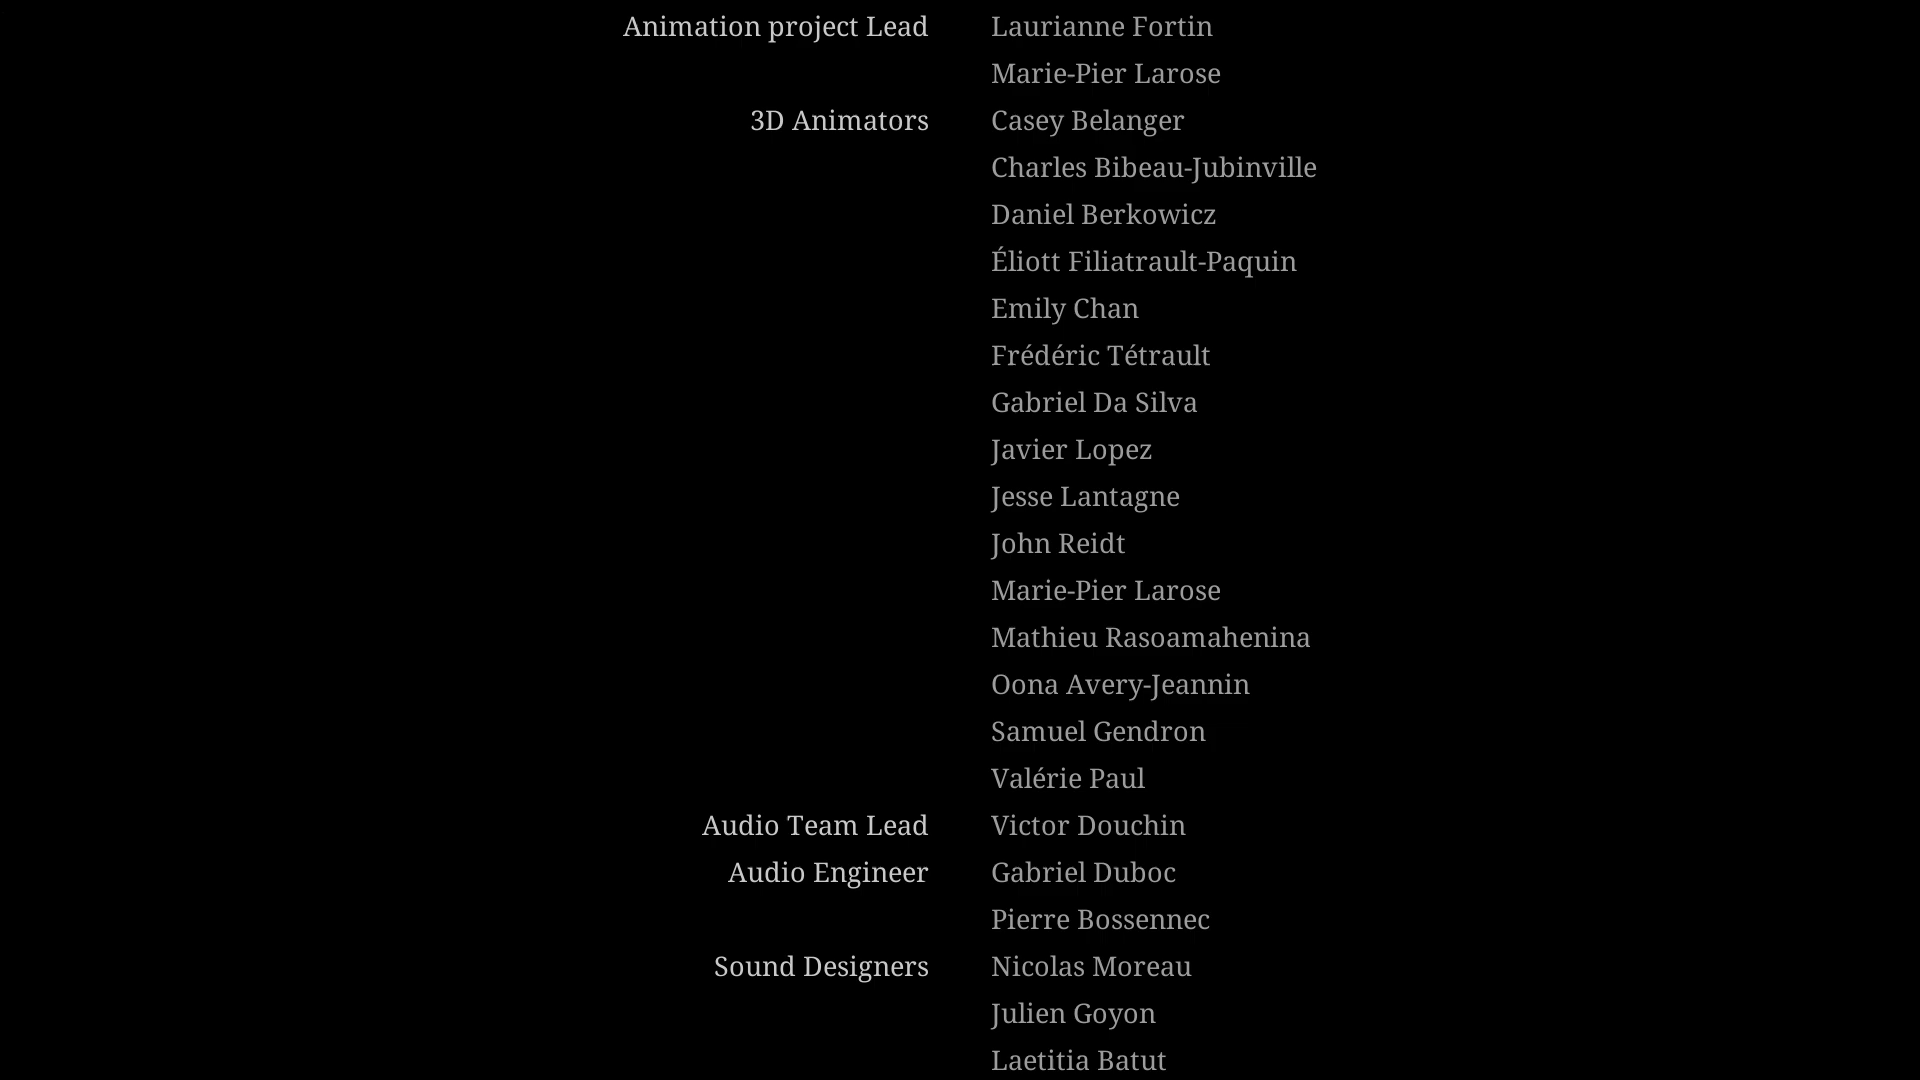 Animation project Lead Laurianne Fortin
Marie-Pier Larose
3D Animators Casey Belanger
Charles Bibeau-Jubinville
Daniel Berkowicz
Éliott Filiatrault-Paquin
Emily Chan
Frédéric Tétrault
Gabriel Da Silva
Javier Lopez
Jesse Lantagne
John Reidt
Marie-Pier Larose
Mathieu Rasoamahenina
Oona Avery-Jeannin
Samuel Gendron
Valérie Paul
Audio Team Lead Victor Douchin
Audio Engineer Gabriel Duboc
Pierre Bossennec
Sound Designers Nicolas Moreau
Julien Goyon
Laetitia Batut